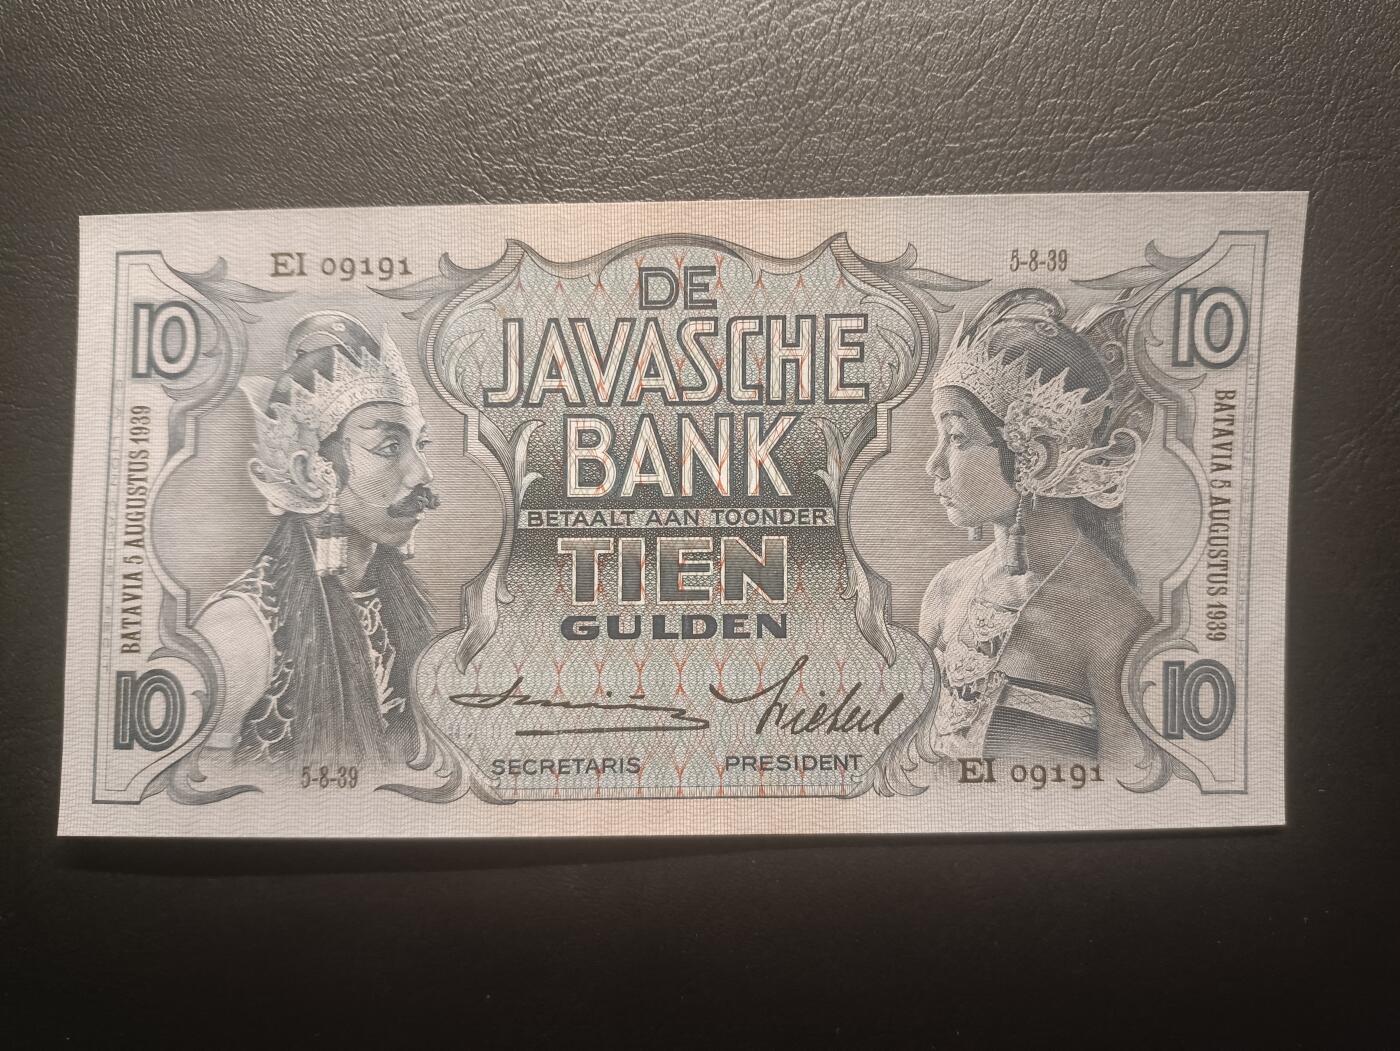 EI 09191
5-8-39
10
10
DE
JAVASCHE
BANK
BETAALT AAN TOONDER
TIEN
GULDEN
BATAVIA 5 AUGUSTUS 1939
BATAVIA 5 AUGUSTUS 1939
10
10
SECRETARIS
PRESIDENT
5-8-39
EI 09191